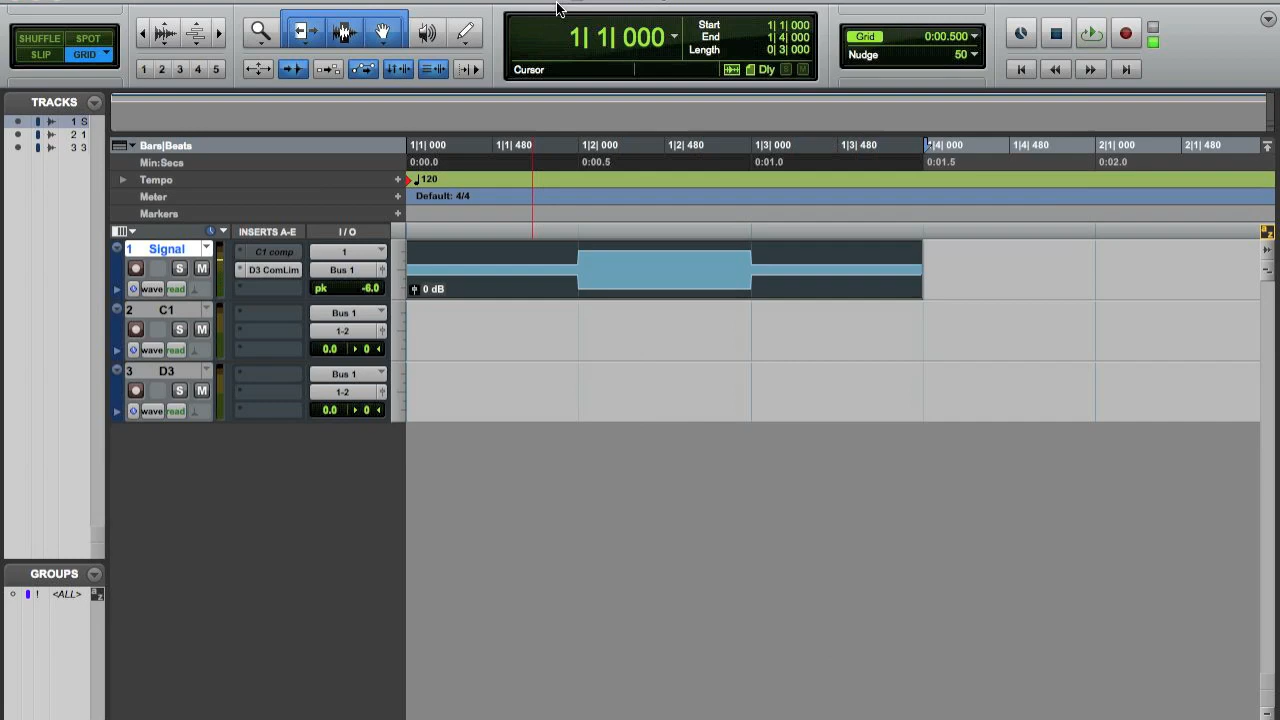 SHUFFLE SPOT
SLIP GRID
1 2 3 4 5
1| 1| 000
Start 1| 1| 000
End 1| 4| 000
Length 0| 3| 000
Cursor
Dly S M
Grid 0:00.500
Nudge 50
TRACKS
1 S
2 1
3 3
Bars|Beats
1|1| 000 1|1| 480 1|2| 000 1|2| 480 1|3| 000 1|3| 480 1|4| 000 1|4| 480 2|1| 000 2|1| 480
Min:Secs
0:00.0 0:00.5 0:01.0 0:01.5 0:02.0
Tempo + 120
Meter + Default: 4/4
Markers +
INSERTS A-E I / O
1 Signal C1 comp 1
S M D3 ComLim Bus 1
wave read pk -6.0
0 dB
2 C1 Bus 1
S M 1-2
wave read 0.0 0
3 D3 Bus 1
S M 1-2
wave read 0.0 0
GROUPS
! <ALL>
a z